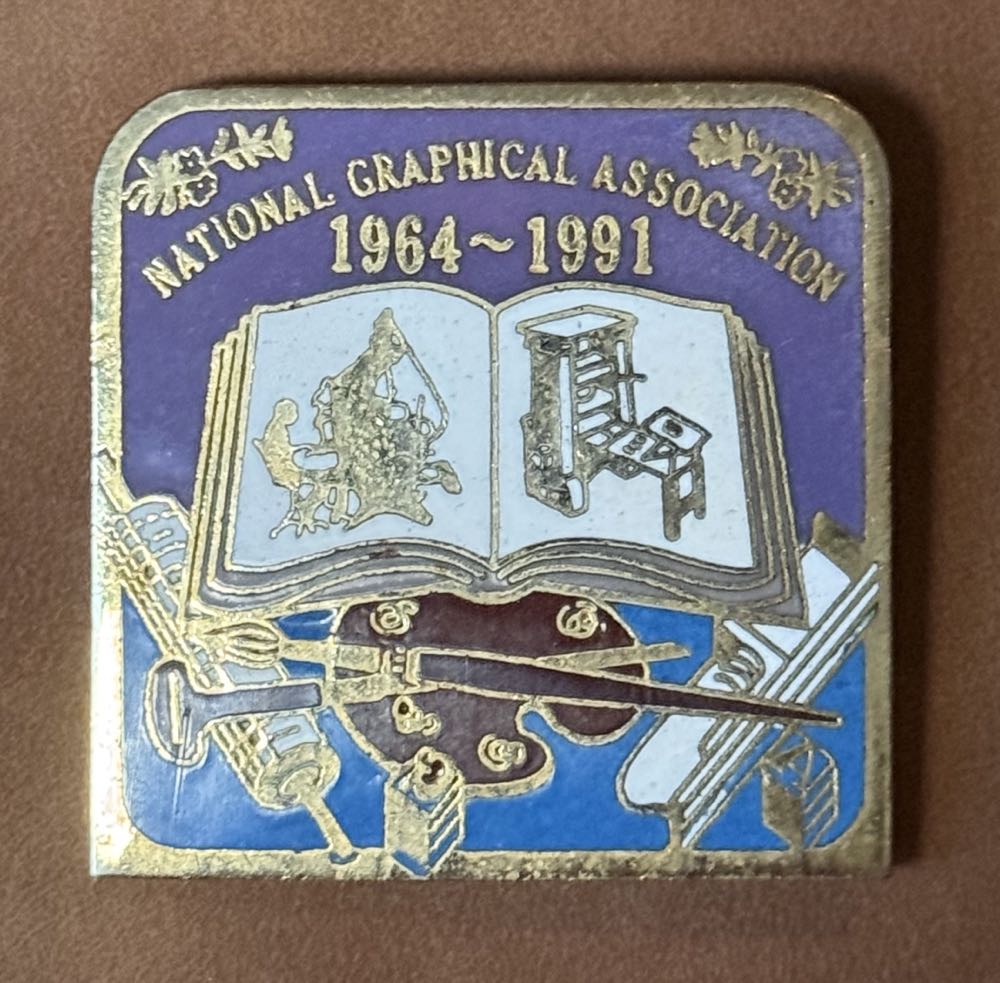 NATIONAL GRAPHICAL ASSOCIATION
1964~1991